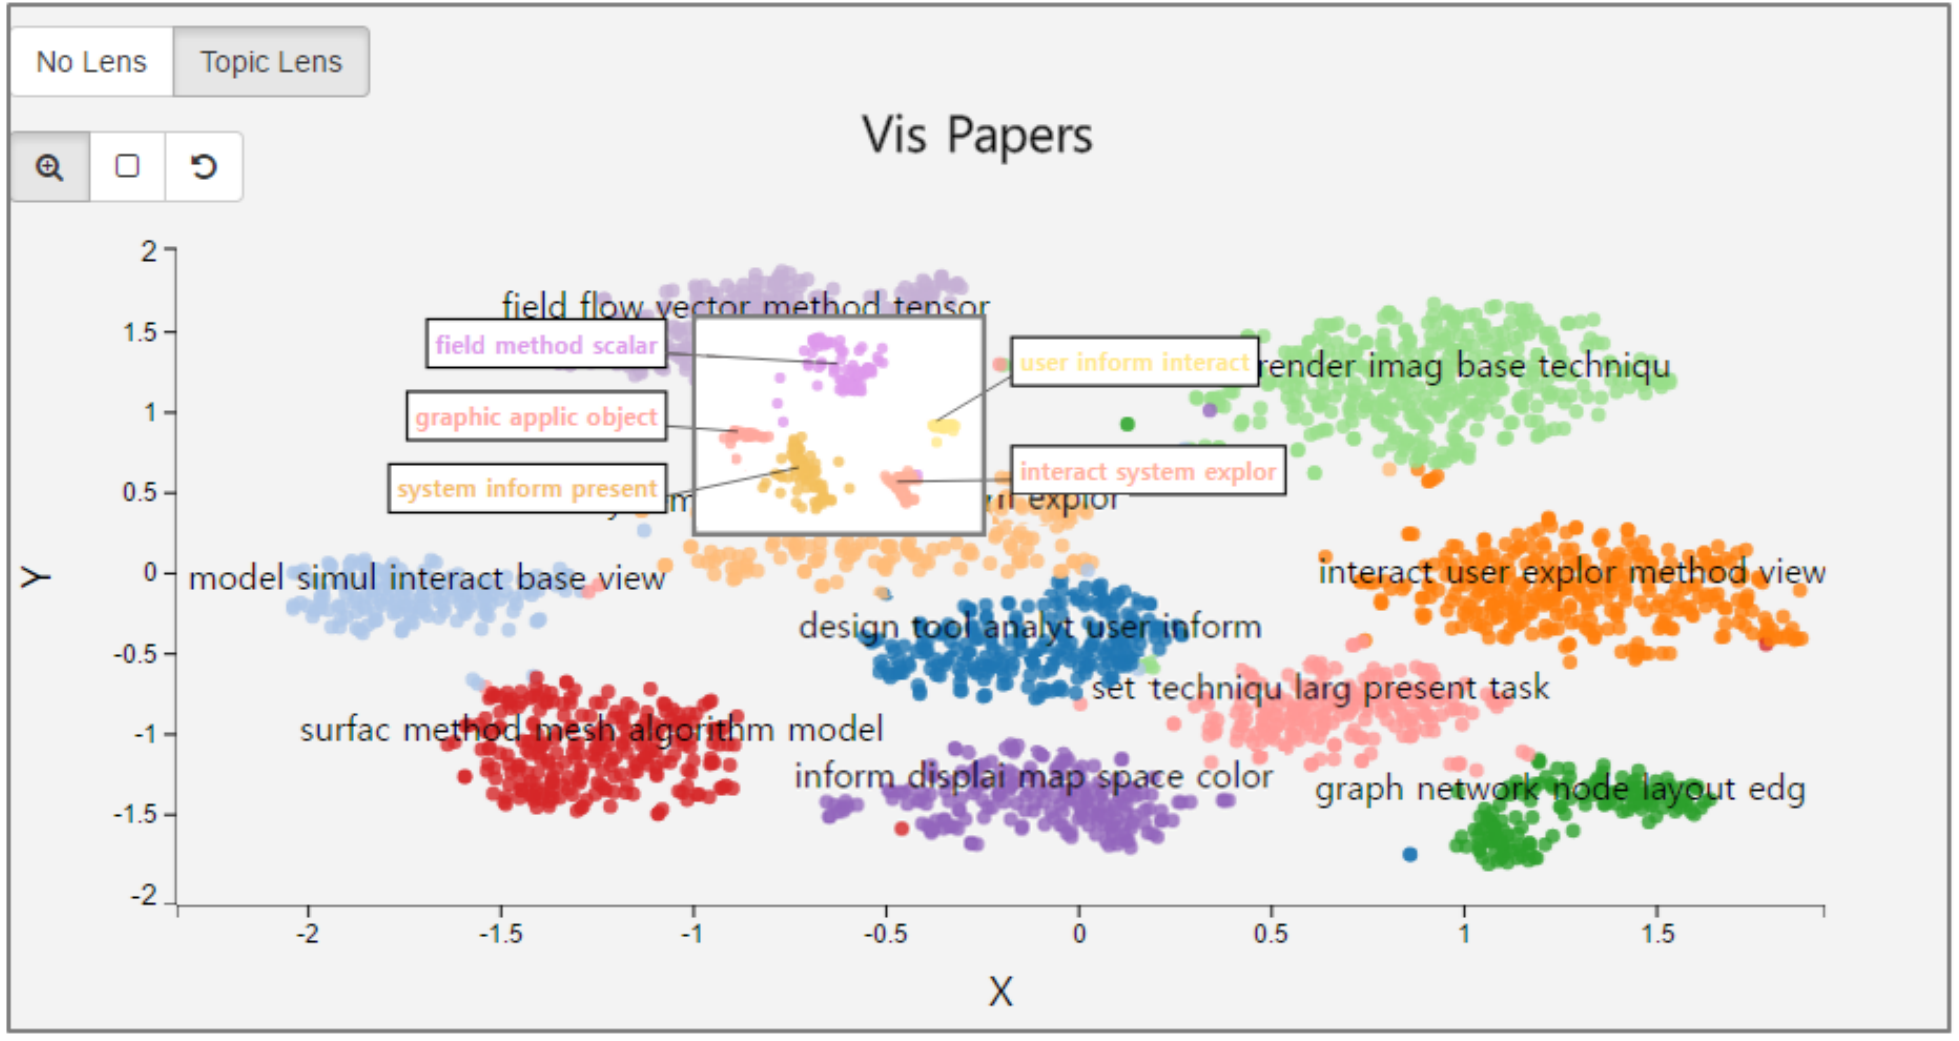 No Lens Topic Lens
Vis Papers
2
1.5
1
0.5
0
-0.5
-1
-1.5
-2
Y
field flow vector method tensor
field method scalar
user inform interact
render imag base techniqu
graphic applic object
interact system explor
system inform present
explor
model simul interact base view
interact user explor method view
design tool analyt user inform
set techniqu larg present task
surfac method mesh algorithm model
inform displai map space color
graph network node layout edg
-2 -1.5 -1 -0.5 0 0.5 1 1.5
X